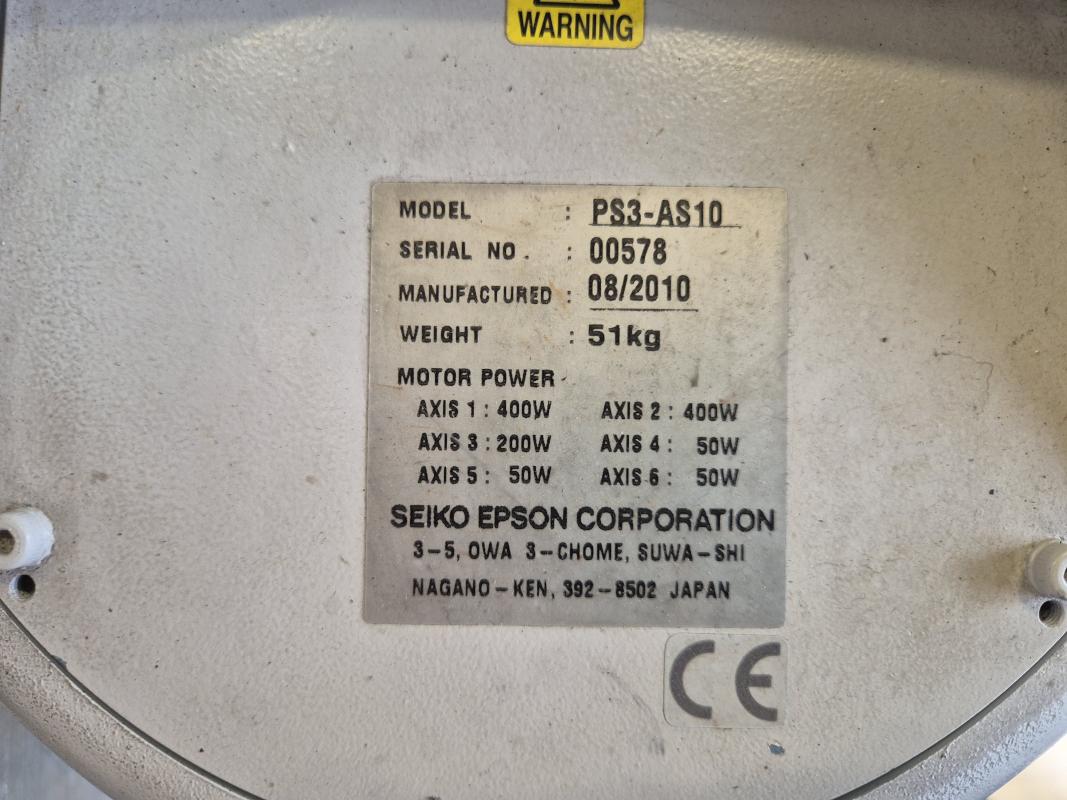 WARNING
MODEL : PS3-AS10
SERIAL NO. : 00578
MANUFACTURED : 08/2010
WEIGHT : 51kg
MOTOR POWER
AXIS 1 : 400W AXIS 2 : 400W
AXIS 3 : 200W AXIS 4 : 50W
AXIS 5 : 50W AXIS 6 : 50W
SEIKO EPSON CORPORATION
3-5, OWA 3-CHOME, SUWA-SHI
NAGANO-KEN, 392-8502 JAPAN
CE